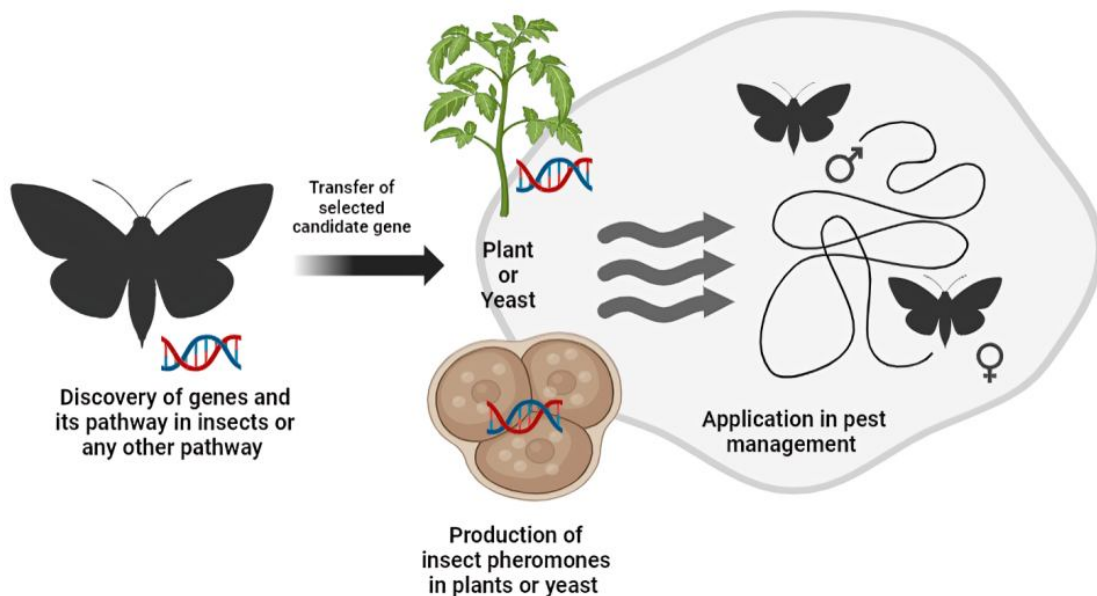 Discovery of genes and
its pathway in insects or
any other pathway
Transfer of
selected
candidate gene
Plant
or
Yeast
Production of
insect pheromones
in plants or yeast
♂
♀
Application in pest
management